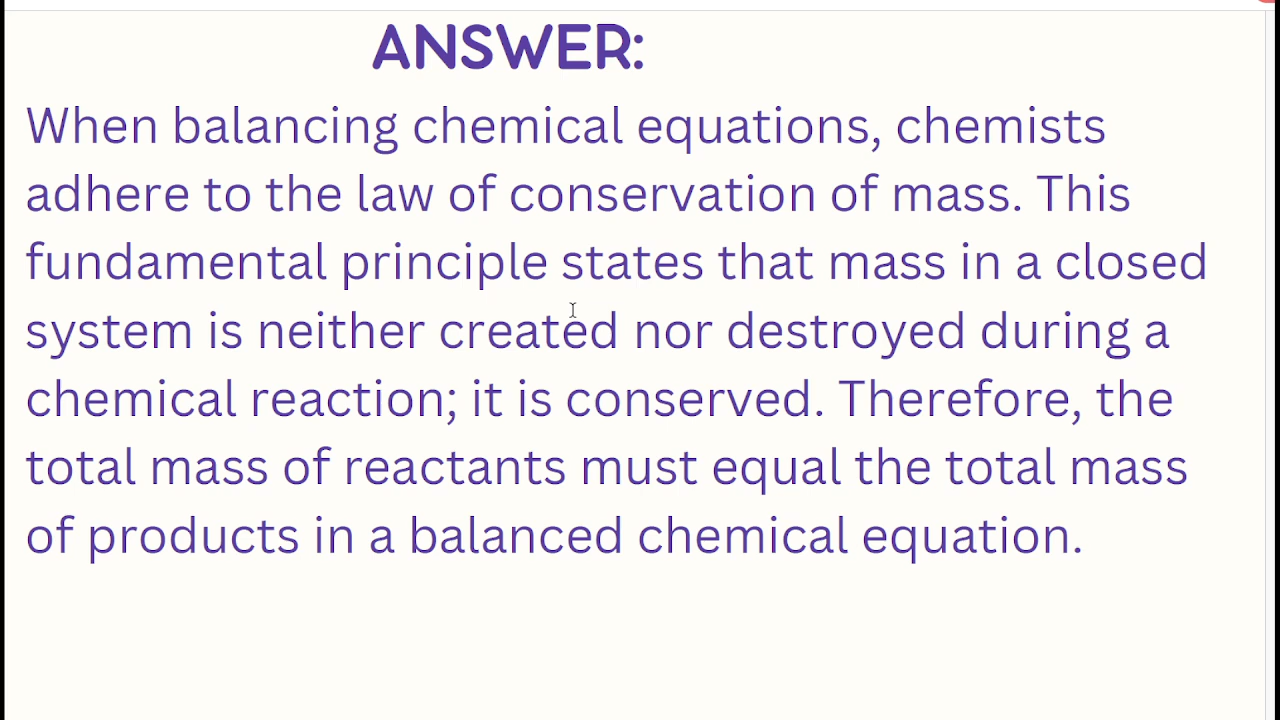 ANSWER:
When balancing chemical equations, chemists
adhere to the law of conservation of mass. This
fundamental principle states that mass in a closed
system is neither created nor destroyed during a
chemical reaction; it is conserved. Therefore, the
total mass of reactants must equal the total mass
of products in a balanced chemical equation.